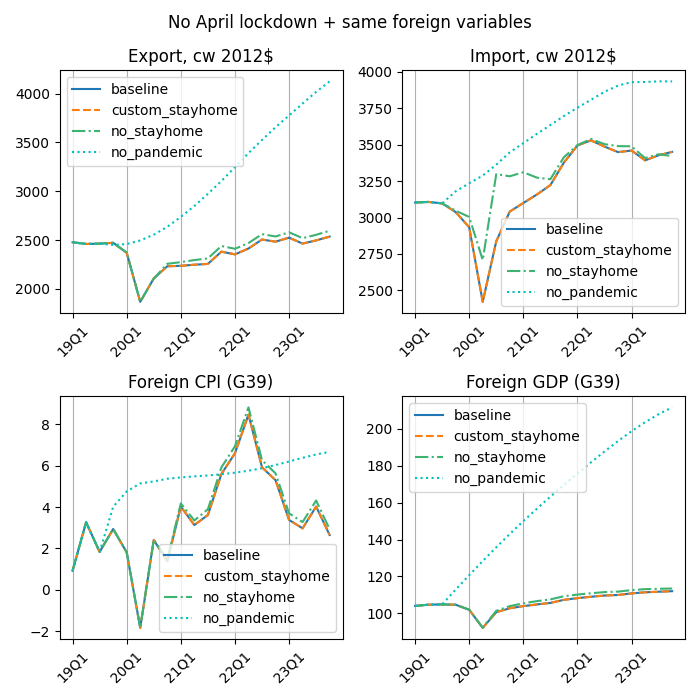 No April lockdown + same foreign variables
Export, cw 2012$
4000
3500
3000
2500
2000
baseline
custom_stayhome
no_stayhome
no_pandemic
19Q1
20Q1
21Q1
22Q1
23Q1
Import, cw 2012$
4000
3750
3500
3250
3000
2750
2500
baseline
custom_stayhome
no_stayhome
no_pandemic
19Q1
20Q1
21Q1
22Q1
23Q1
Foreign CPI (G39)
8
6
4
2
0
−2
baseline
custom_stayhome
no_stayhome
no_pandemic
19Q1
20Q1
21Q1
22Q1
23Q1
Foreign GDP (G39)
200
180
160
140
120
100
baseline
custom_stayhome
no_stayhome
no_pandemic
19Q1
20Q1
21Q1
22Q1
23Q1